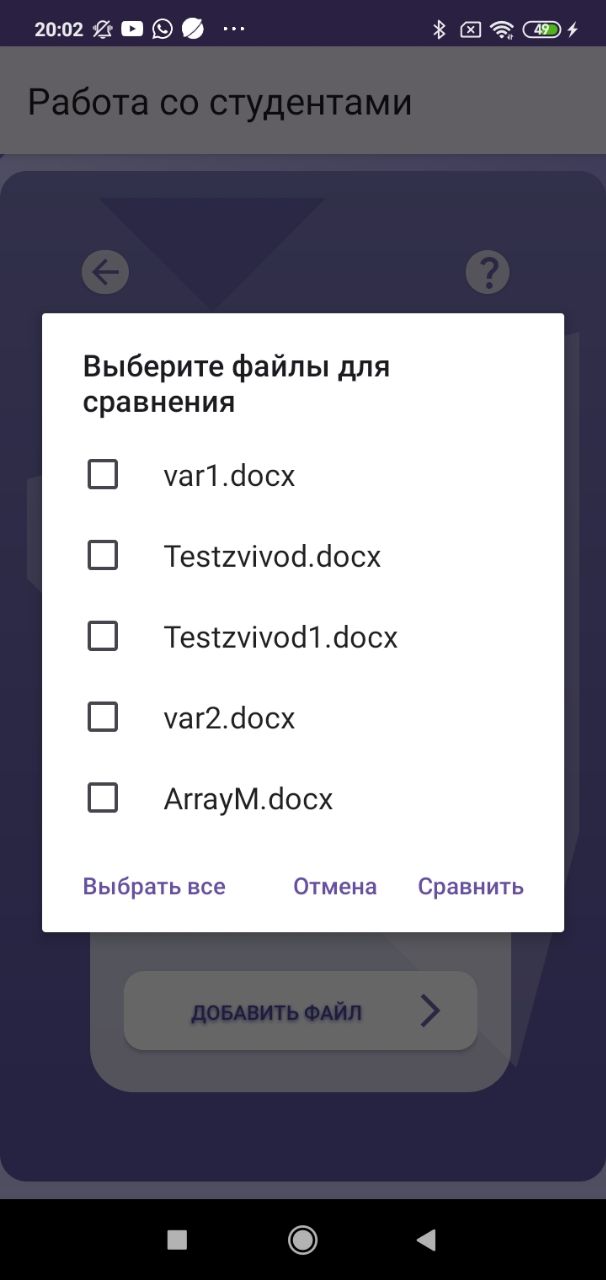 20:02
49
Работа со студентами
?
Выберите файлы для
сравнения
var1.docx
Testzvivod.docx
Testzvivod1.docx
var2.docx
ArrayM.docx
Выбрать все Отмена Сравнить
ДОБАВИТЬ ФАЙЛ